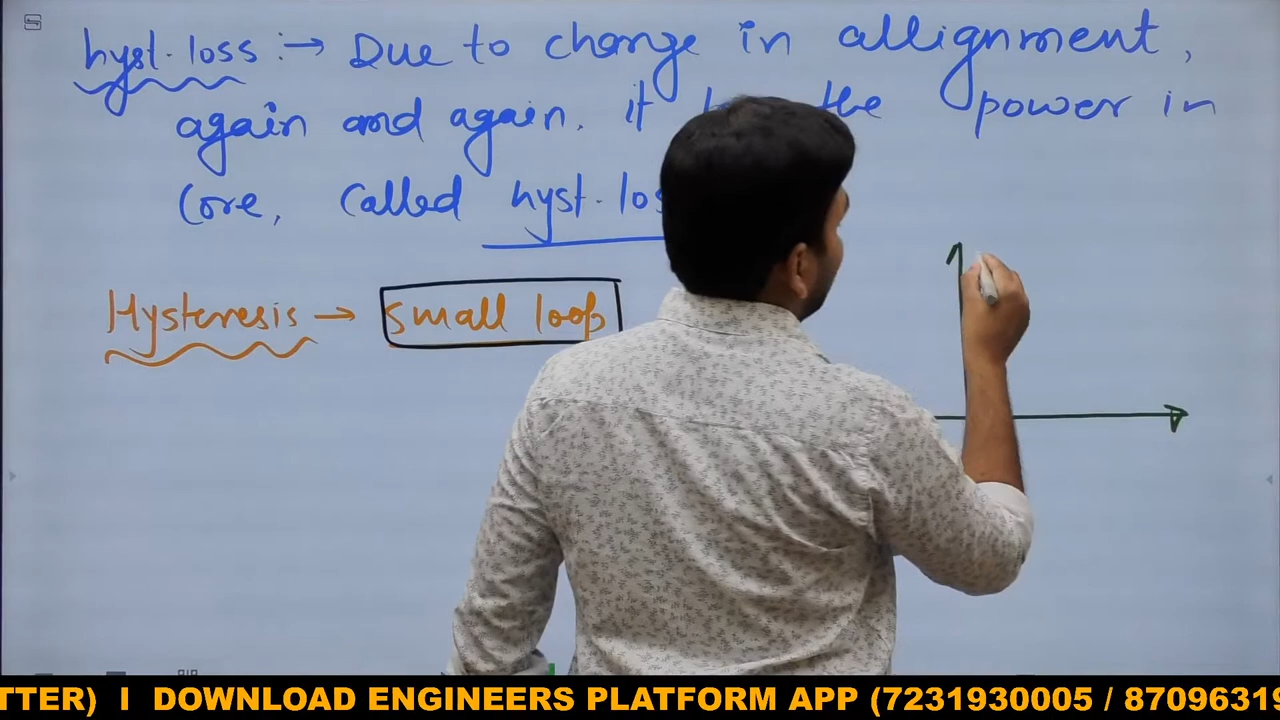 hyst. loss :→ Due to change in allignment,
again and again. it the power in
Core, called hyst. los
Hysteresis → small loop
TTER) I DOWNLOAD ENGINEERS PLATFORM APP (7231930005 / 87096319